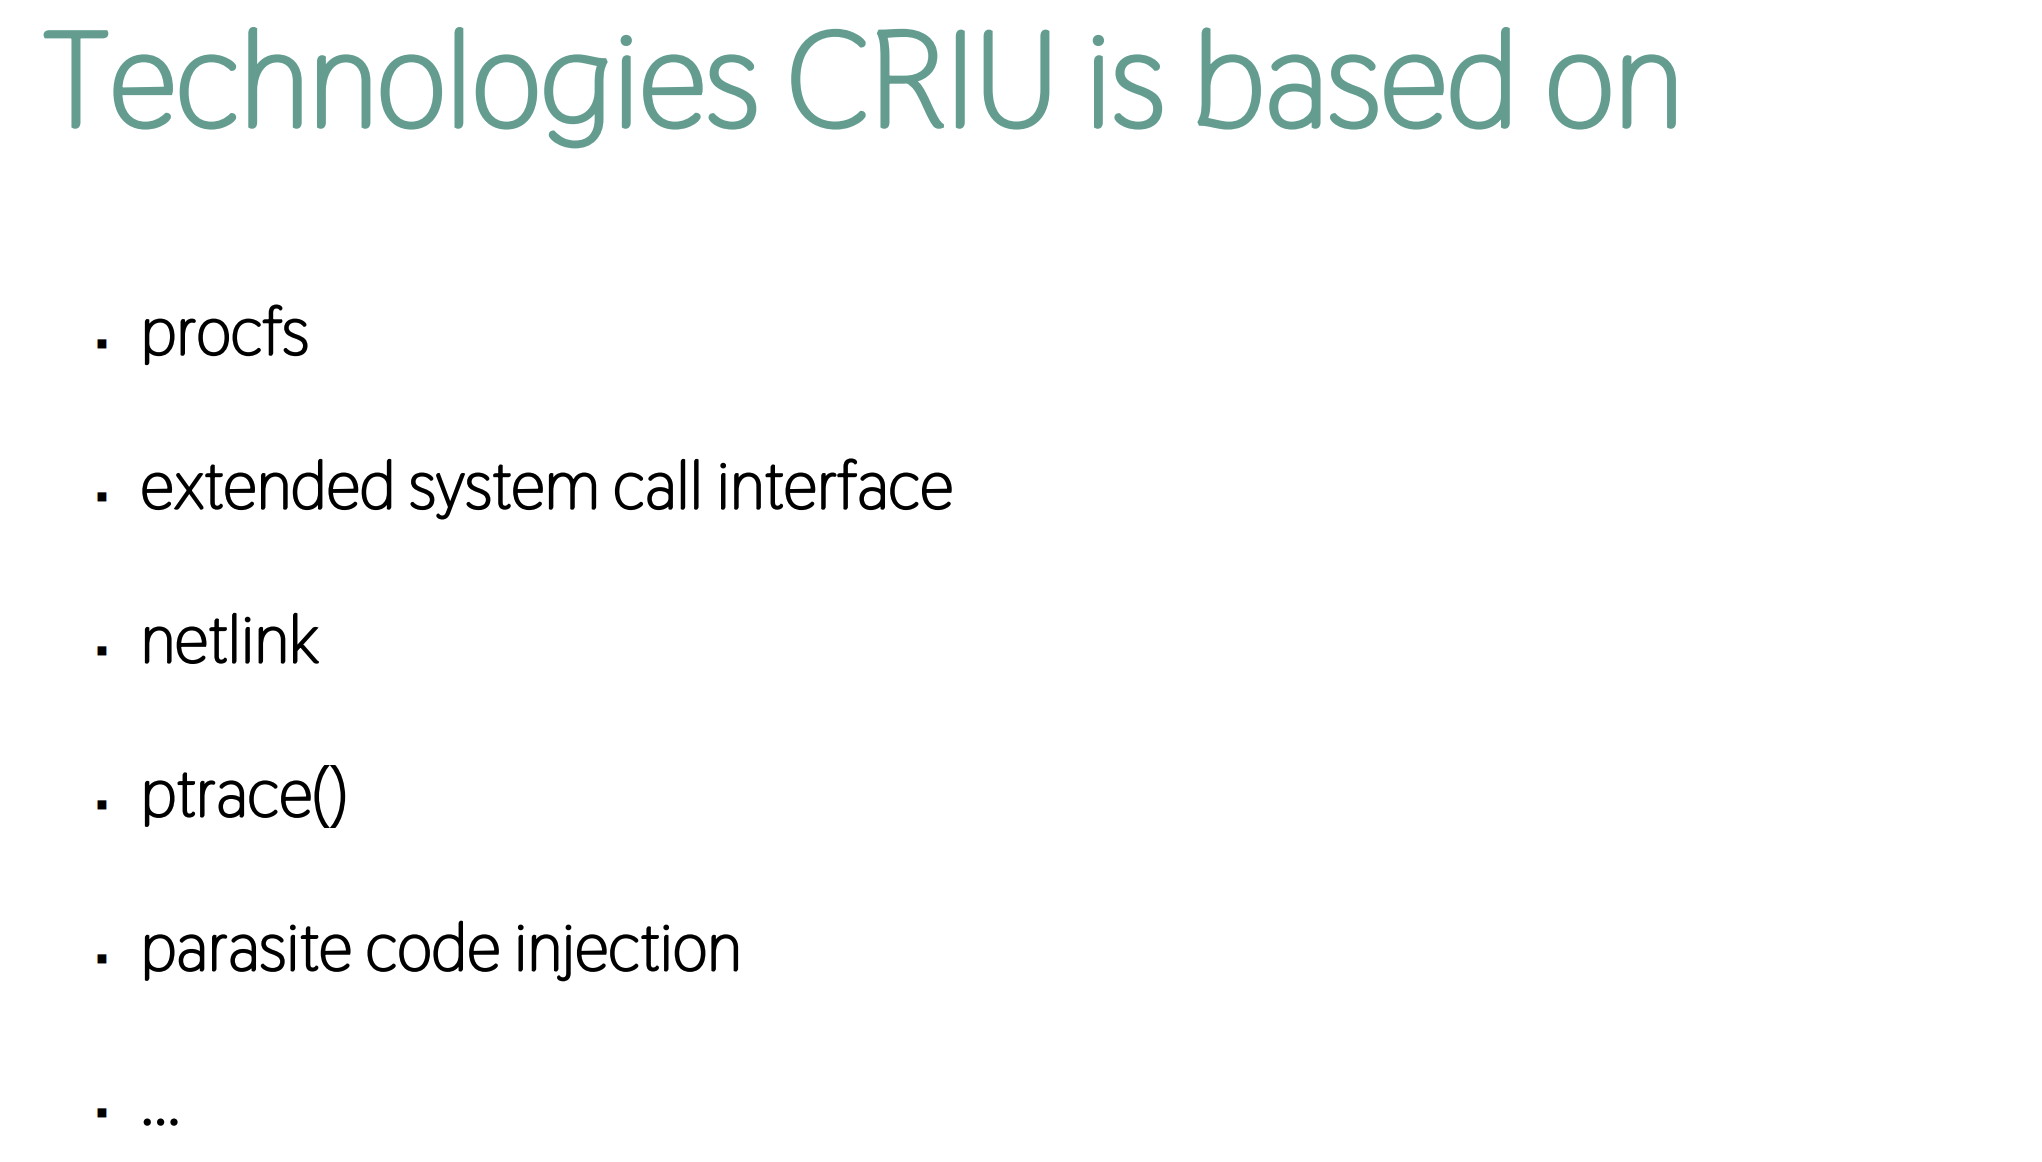 Technologies CRIU is based on
▪ procfs
▪ extended system call interface
▪ netlink
▪ ptrace()
▪ parasite code injection
▪ ...